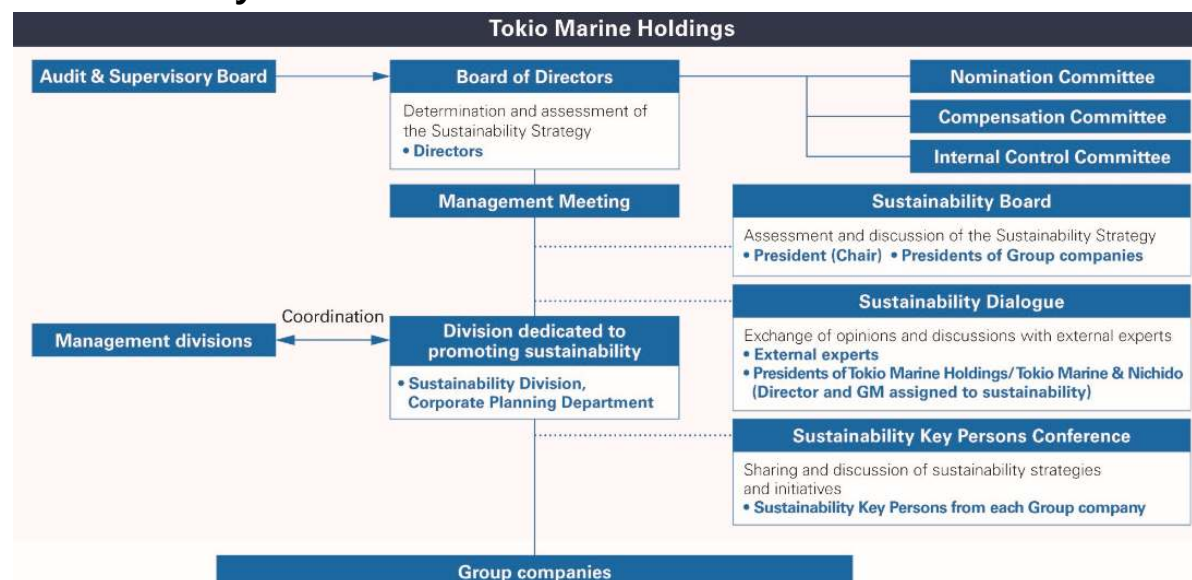 Tokio Marine Holdings
Audit & Supervisory Board
Board of Directors
Determination and assessment of
the Sustainability Strategy
• Directors
Nomination Committee
Compensation Committee
Internal Control Committee
Management Meeting
Sustainability Board
Assessment and discussion of the Sustainability Strategy
• President (Chair) • Presidents of Group companies
Sustainability Dialogue
Exchange of opinions and discussions with external experts
• External experts
• Presidents of Tokio Marine Holdings/Tokio Marine & Nichido
(Director and GM assigned to sustainability)
Management divisions
Coordination
Division dedicated to
promoting sustainability
• Sustainability Division,
Corporate Planning Department
Sustainability Key Persons Conference
Sharing and discussion of sustainability strategies
and initiatives
• Sustainability Key Persons from each Group company
Group companies